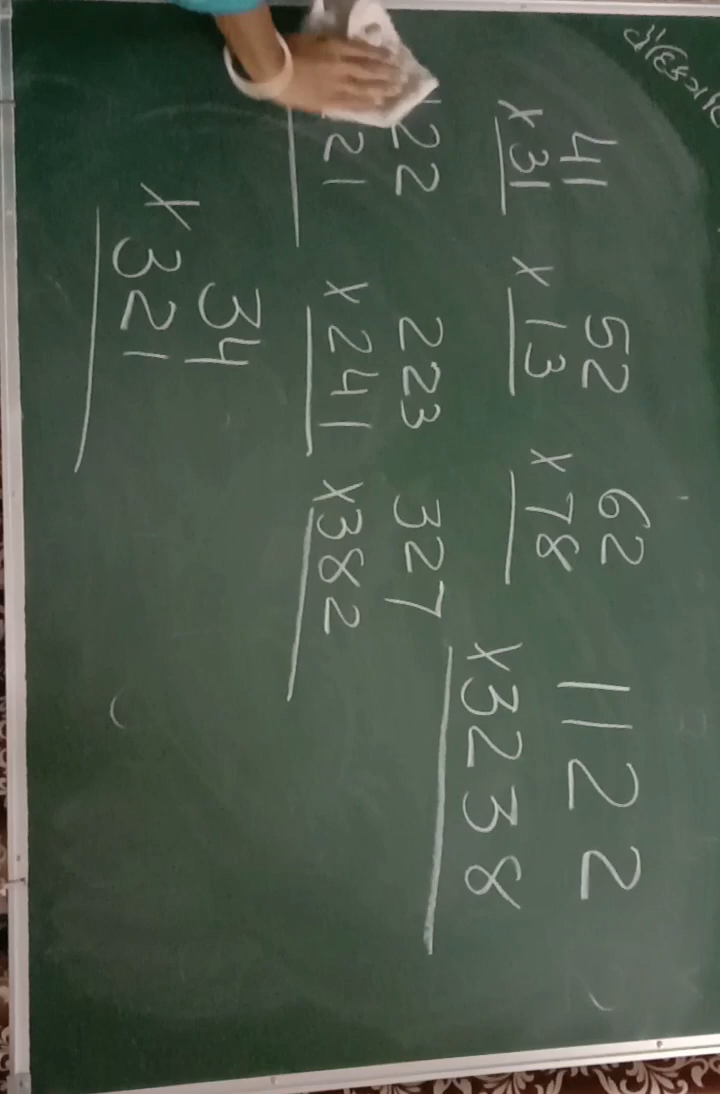 41 52 62 1122
x 31 x 13 x 78 x 3238
122 223 327
21 x 241 x 382
34
x 321